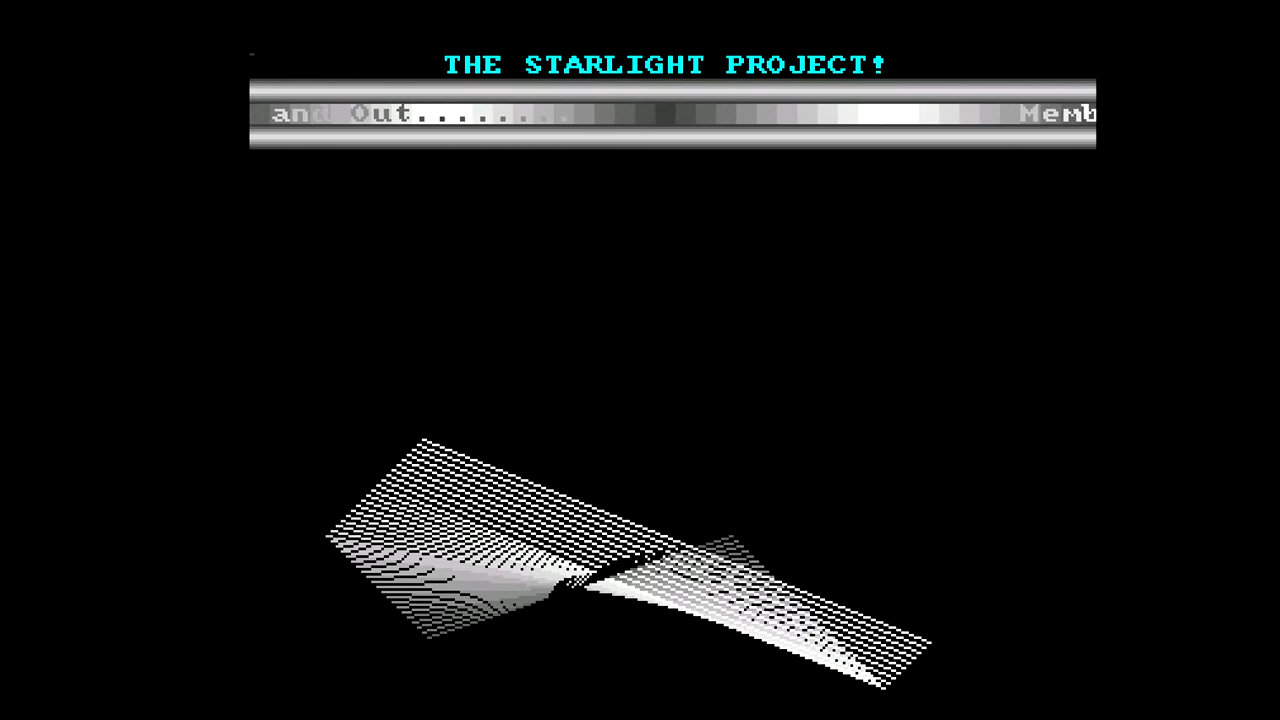 THE STARLIGHT PROJECT!
and Out........ Memb